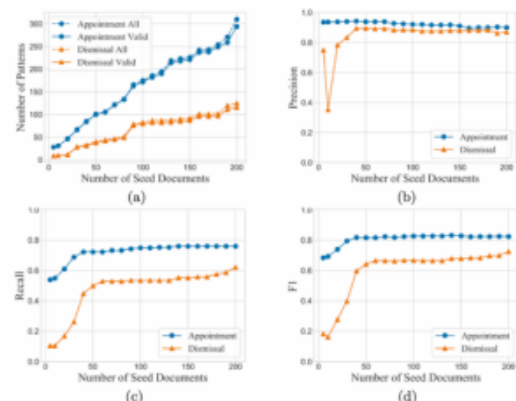 Number of Patterns
300
250
200
150
100
50
0
Appointment All
Appointment Valid
Dismissal All
Dismissal Valid
0 50 100 150 200
Number of Seed Documents
(a)
Precision
1.0
0.8
0.6
0.4
0.2
0.0
Appointment
Dismissal
0 50 100 150 200
Number of Seed Documents
(b)
Recall
1.0
0.8
0.6
0.4
0.2
0.0
Appointment
Dismissal
0 50 100 150 200
Number of Seed Documents
(c)
F1
1.0
0.8
0.6
0.4
0.2
0.0
Appointment
Dismissal
0 50 100 150 200
Number of Seed Documents
(d)